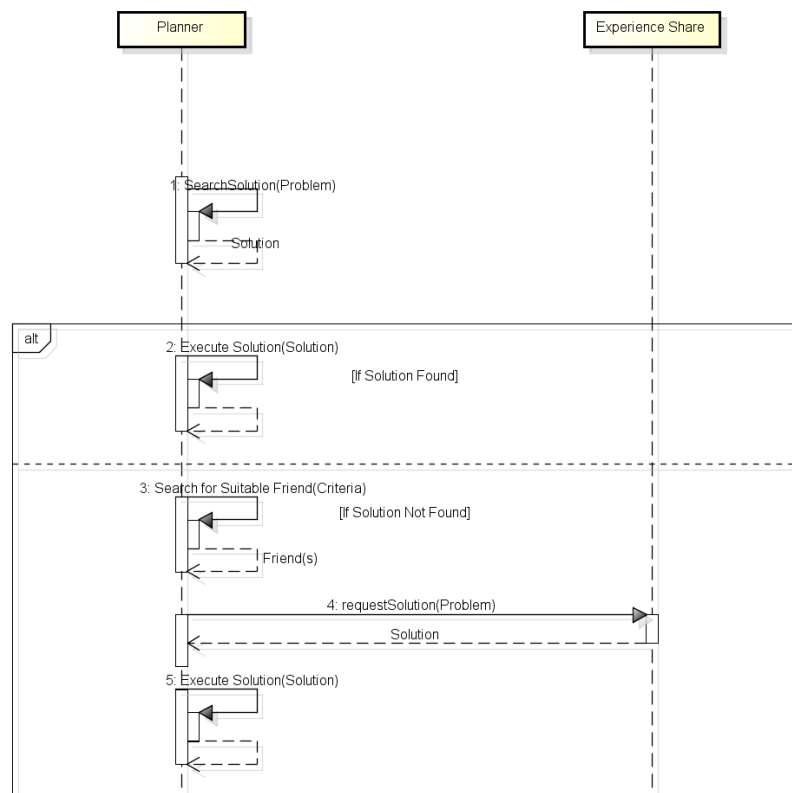 Planner
Experience Share
1: SearchSolution(Problem)
Solution
alt
2: Execute Solution(Solution)
[If Solution Found]
3: Search for Suitable Friend(Criteria)
[If Solution Not Found]
Friend(s)
4: requestSolution(Problem)
Solution
5: Execute Solution(Solution)